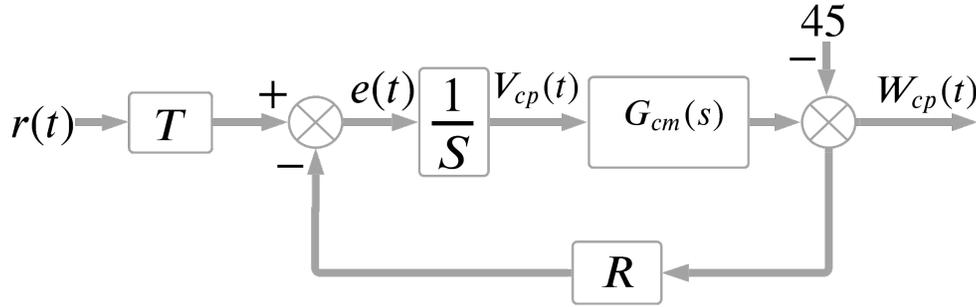 45
−
r(t)
T
+
−
e(t)
1
S
V_cp(t)
G_cm(s)
W_cp(t)
R